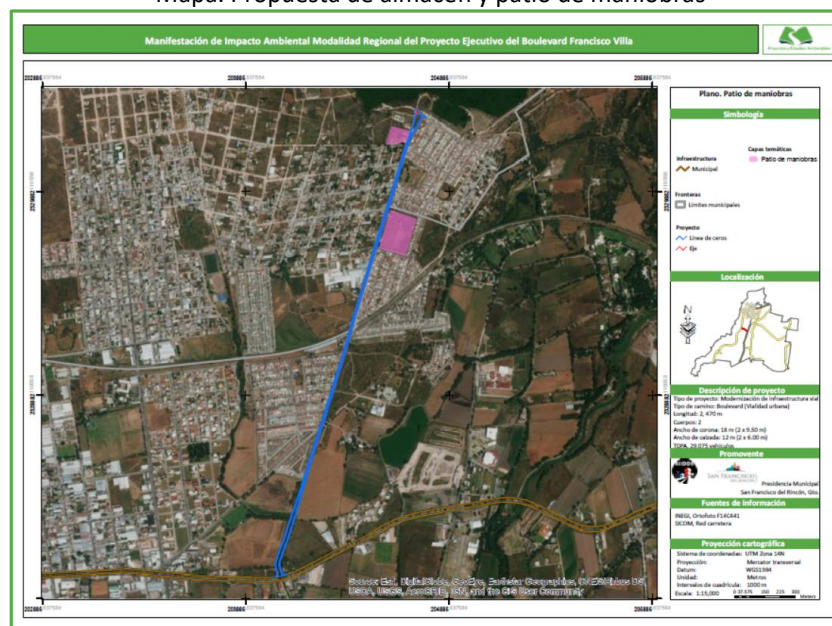 Mapa. Propuesta de almacén y patio de maniobras
Manifestación de Impacto Ambiental Modalidad Regional del Proyecto Ejecutivo del Boulevard Francisco Villa
Plano. Patio de maniobras
Simbología
Capas temáticas
Infraestructura
Patio de maniobras
Municipal
Fronteras
Límites municipales
Proyecto
Línea de ceros
Eje
Localización
N
Descripción de proyecto
Tipo de proyecto: Modernización de infraestructura vial
Tipo de camino: Boulevard (Vialidad urbana)
Longitud: 2, 470 m
Cuerpos: 2
Ancho de corona: 18 m (2 x 9.50 m)
Ancho de calzada: 12 m (2 x 6.00 m)
TDPA. 29,075 vehículos
Promovente
SAN FRANCISCO
Presidencia Municipal
San Francisco del Rincón, Gto.
Fuentes de información
INEGI, Ortofoto F14C441
SICOM, Red carretera
Proyección cartográfica
Sistema de coordenadas: UTM Zona 14N
Proyección: Mercator transversal
Datum: WGS1984
Unidad: Metros
Intervalos de cuadrícula: 1000 m
Escala: 1:15,000
Meters
Source: Esri, DigitalGlobe, GeoEye, Earthstar Geographics, CNES/Airbus DS,
USDA, USGS, AeroGRID, IGN, and the GIS User Community